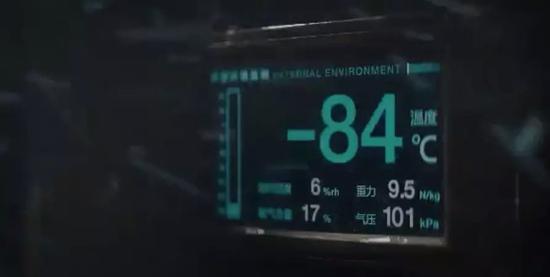 EXTERNAL ENVIRONMENT
温度
-84 ℃
6 %rh 重力 9.5 N/kg
17 % 气压 101 kPa